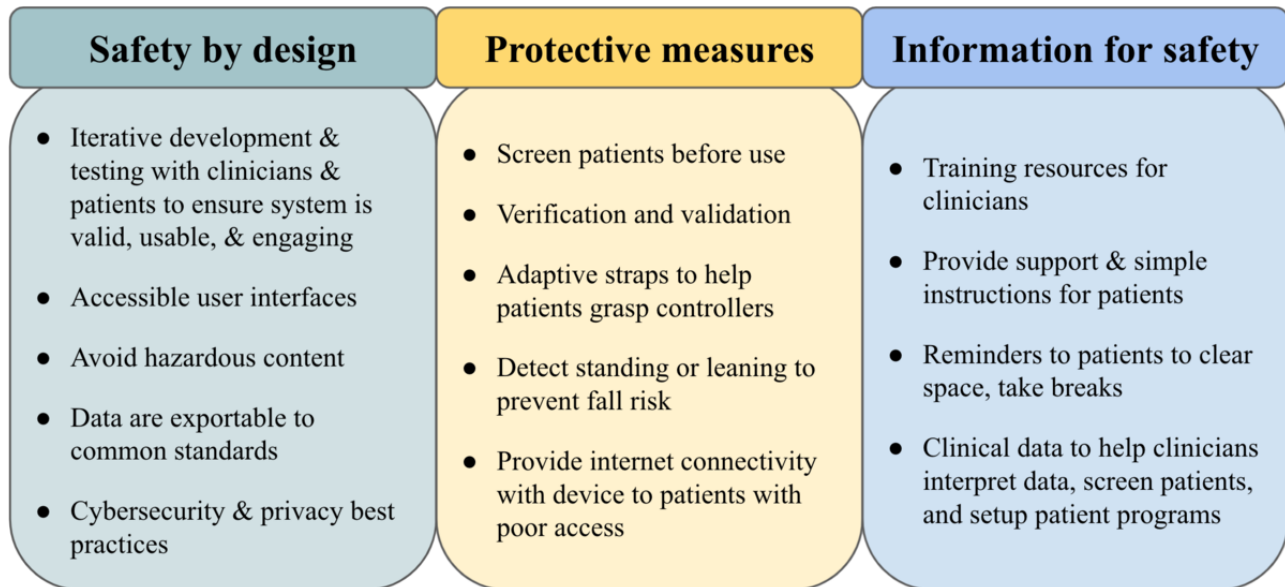 Safety by design
● Iterative development &
testing with clinicians &
patients to ensure system is
valid, usable, & engaging
● Accessible user interfaces
● Avoid hazardous content
● Data are exportable to
common standards
● Cybersecurity & privacy best
practices
Protective measures
● Screen patients before use
● Verification and validation
● Adaptive straps to help
patients grasp controllers
● Detect standing or leaning to
prevent fall risk
● Provide internet connectivity
with device to patients with
poor access
Information for safety
● Training resources for
clinicians
● Provide support & simple
instructions for patients
● Reminders to patients to clear
space, take breaks
● Clinical data to help clinicians
interpret data, screen patients,
and setup patient programs